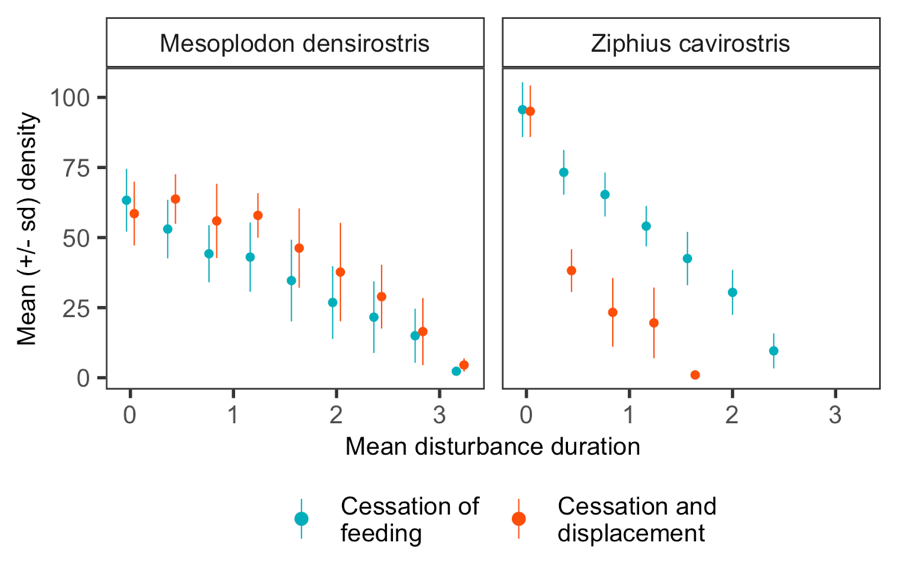 Mesoplodon densirostris
Ziphius cavirostris
Mean (+/- sd) density
100
75
50
25
0
0 1 2 3
0 1 2 3
Mean disturbance duration
Cessation of
feeding
Cessation and
displacement